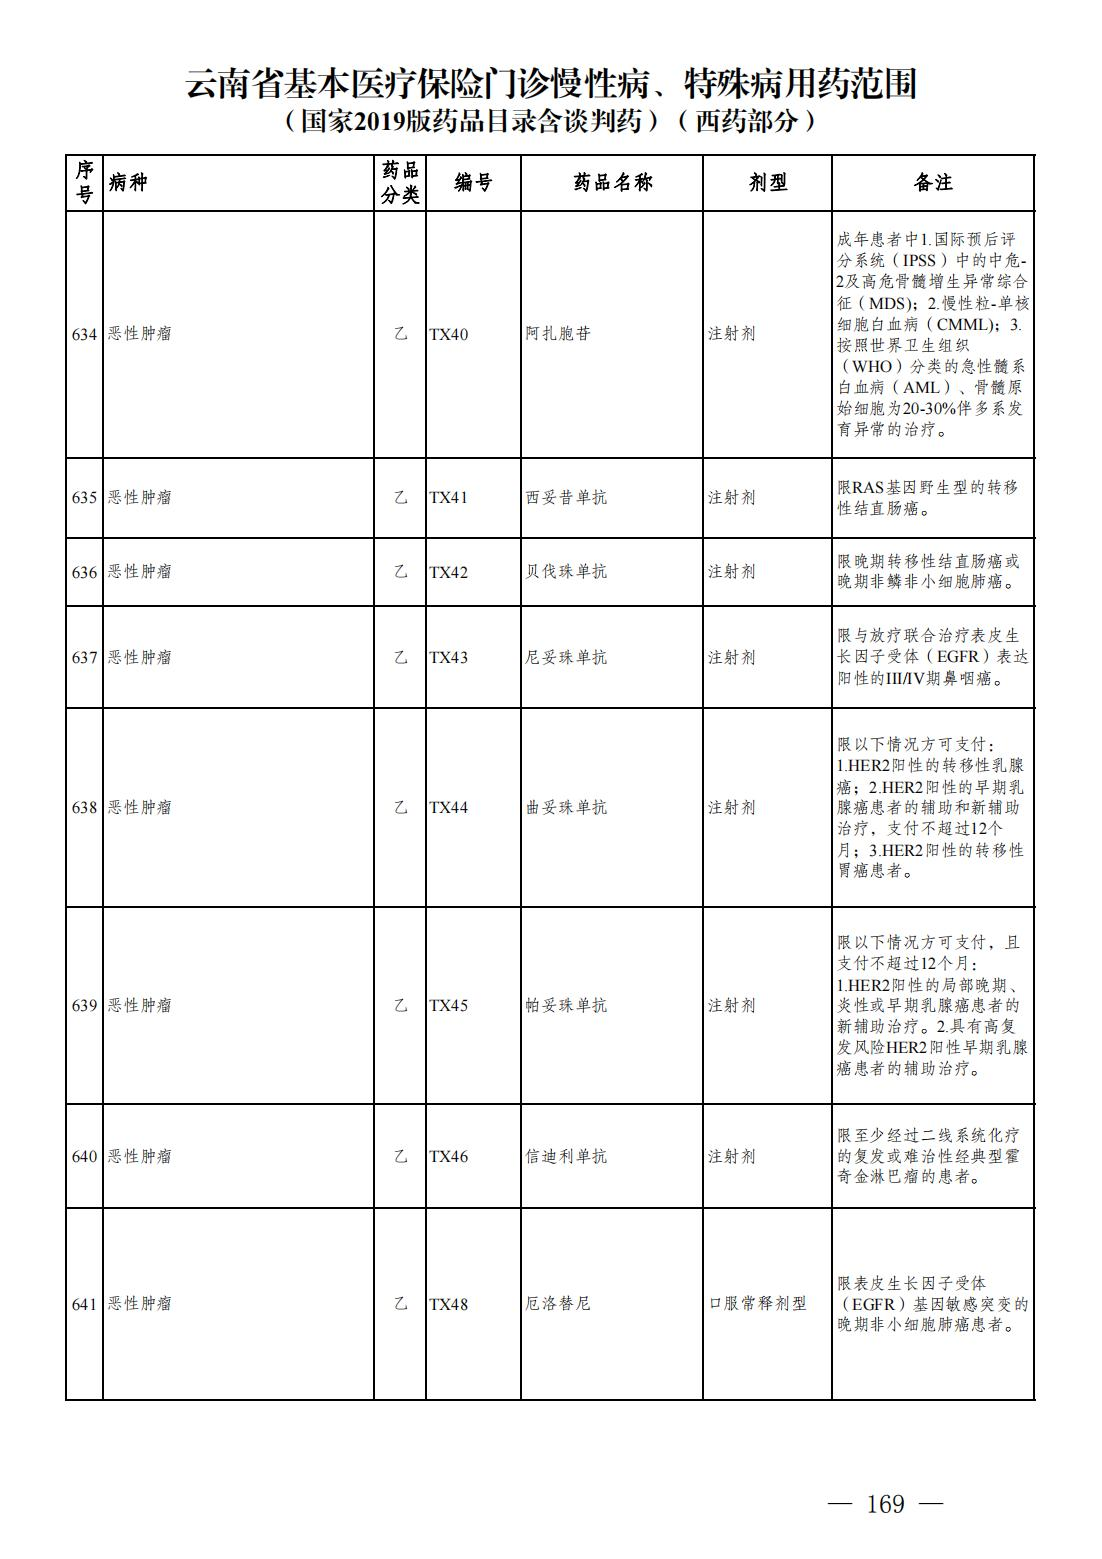 云南省基本医疗保险门诊慢性病、特殊病用药范围
（国家2019版药品目录含谈判药）（西药部分）
序号 病种 药品分类 编号 药品名称 剂型 备注
634 恶性肿瘤 乙 TX40 阿扎胞苷 注射剂
成年患者中1.国际预后评
分系统（IPSS）中的中危-
2及高危骨髓增生异常综合
征（MDS）；2.慢性粒-单核
细胞白血病（CMML)；3.
按照世界卫生组织
（WHO）分类的急性髓系
白血病（AML）、骨髓原
始细胞为20-30%伴多系发
育异常的治疗。
635 恶性肿瘤 乙 TX41 西妥昔单抗 注射剂
限RAS基因野生型的转移
性结直肠癌。
636 恶性肿瘤 乙 TX42 贝伐珠单抗 注射剂
限晚期转移性结直肠癌或
晚期非鳞非小细胞肺癌。
637 恶性肿瘤 乙 TX43 尼妥珠单抗 注射剂
限与放疗联合治疗表皮生
长因子受体（EGFR）表达
阳性的III/IV期鼻咽癌。
638 恶性肿瘤 乙 TX44 曲妥珠单抗 注射剂
限以下情况方可支付：
1.HER2阳性的转移性乳腺
癌；2.HER2阳性的早期乳
腺癌患者的辅助和新辅助
治疗，支付不超过12个
月；3.HER2阳性的转移性
胃癌患者。
639 恶性肿瘤 乙 TX45 帕妥珠单抗 注射剂
限以下情况方可支付，且
支付不超过12个月：
1.HER2阳性的局部晚期、
炎性或早期乳腺癌患者的
新辅助治疗。2.具有高复
发风险HER2阳性早期乳腺
癌患者的辅助治疗。
640 恶性肿瘤 乙 TX46 信迪利单抗 注射剂
限至少经过二线系统化疗
的复发或难治性经典型霍
奇金淋巴瘤的患者。
641 恶性肿瘤 乙 TX48 厄洛替尼 口服常释剂型
限表皮生长因子受体
（EGFR）基因敏感突变的
晚期非小细胞肺癌患者。
— 169 —